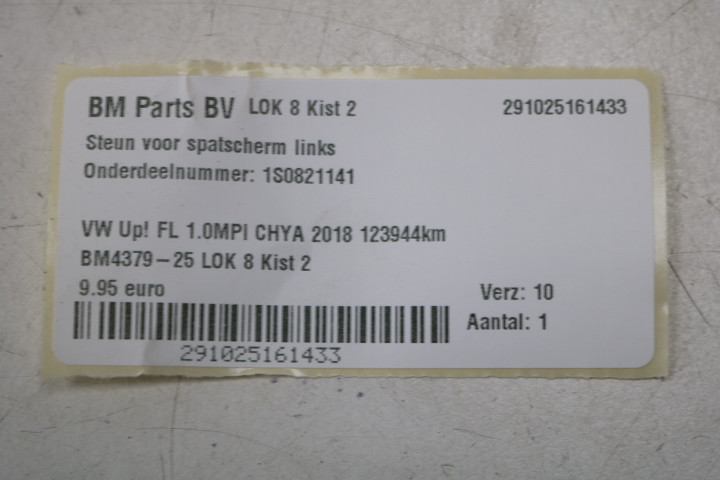 BM Parts BV LOK 8 Kist 2 291025161433
Steun voor spatscherm links
Onderdeelnummer: 1S0821141
VW Up! FL 1.0MPI CHYA 2018 123944km
BM4379-25 LOK 8 Kist 2
9.95 euro Verz: 10
Aantal: 1
291025161433